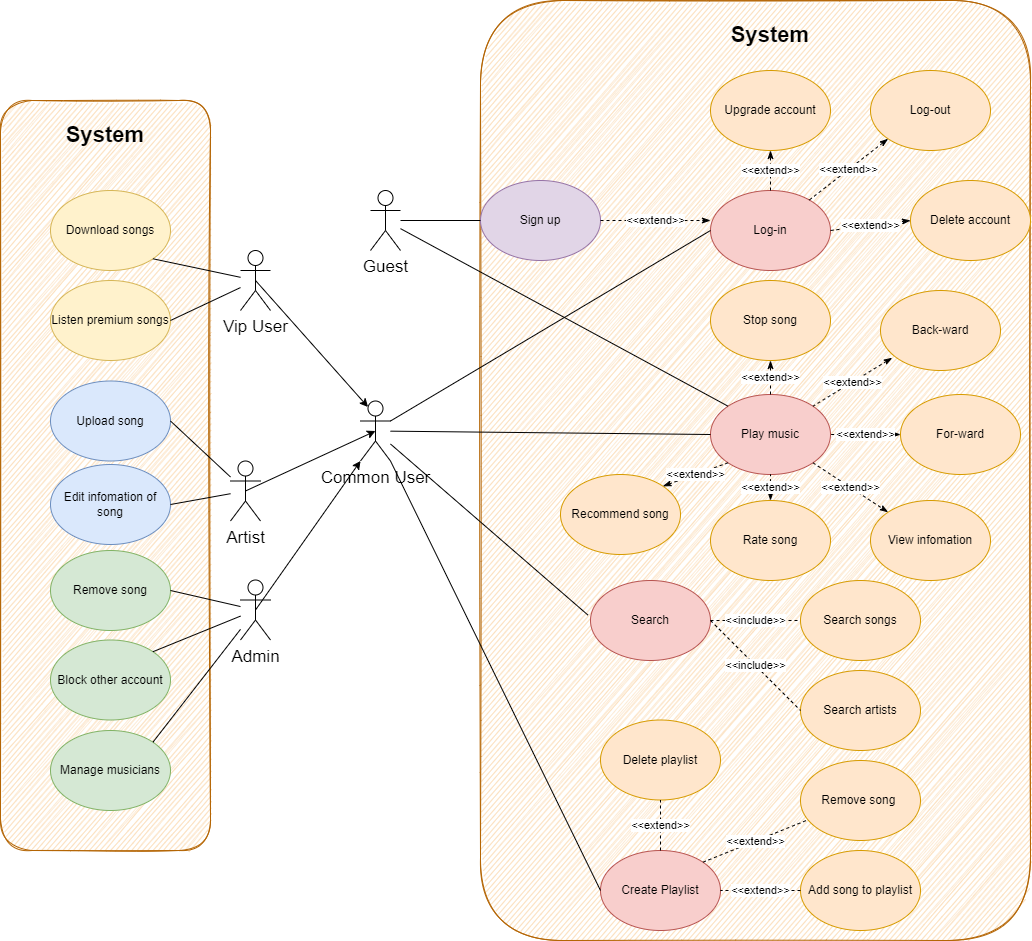 System
Download songs
Listen premium songs
Upload song
Edit infomation of
song
Remove song
Block other account
Manage musicians
Vip User
Artist
Admin
Guest
Common User
System
Upgrade account
Log-out
<<extend>>
<<extend>>
Sign up
<<extend>>
Log-in
<<extend>>
Delete account
Stop song
Back-ward
<<extend>>
<<extend>>
Play music
<<extend>>
For-ward
<<extend>>
<<extend>>
<<extend>>
Recommend song
Rate song
View infomation
Search
<<include>>
Search songs
<<include>>
Search artists
Delete playlist
Remove song
<<extend>>
<<extend>>
Create Playlist
<<extend>>
Add song to playlist